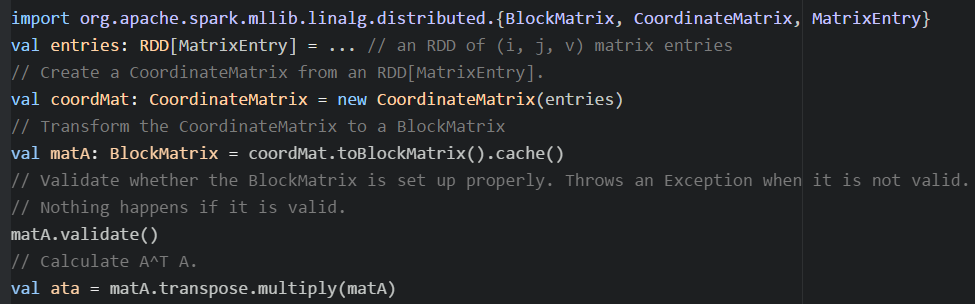 import org.apache.spark.mllib.linalg.distributed.{BlockMatrix, CoordinateMatrix, MatrixEntry}
val entries: RDD[MatrixEntry] = ... // an RDD of (i, j, v) matrix entries
// Create a CoordinateMatrix from an RDD[MatrixEntry].
val coordMat: CoordinateMatrix = new CoordinateMatrix(entries)
// Transform the CoordinateMatrix to a BlockMatrix
val matA: BlockMatrix = coordMat.toBlockMatrix().cache()
// Validate whether the BlockMatrix is set up properly. Throws an Exception when it is not valid.
// Nothing happens if it is valid.
matA.validate()
// Calculate A^T A.
val ata = matA.transpose.multiply(matA)